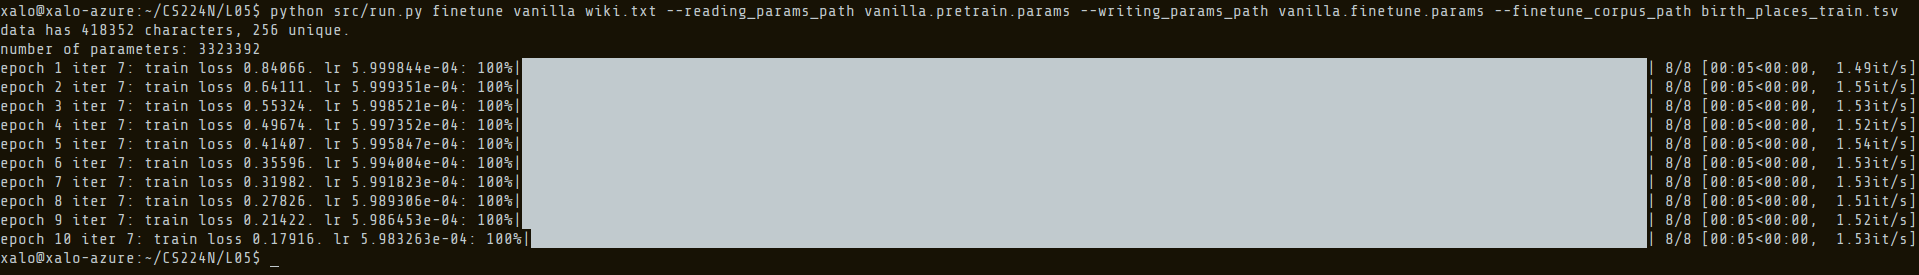 xalo@xalo-azure:~/CS224N/L05$ python src/run.py finetune vanilla wiki.txt --reading_params_path vanilla.pretrain.params --writing_params_path vanilla.finetune.params --finetune_corpus_path birth_places_train.tsv
data has 418352 characters, 256 unique.
number of parameters: 3323392
epoch 1 iter 7: train loss 0.84066. lr 5.999844e-04: 100%| | 8/8 [00:05<00:00,  1.49it/s]
epoch 2 iter 7: train loss 0.64111. lr 5.999351e-04: 100%| | 8/8 [00:05<00:00,  1.55it/s]
epoch 3 iter 7: train loss 0.55324. lr 5.998521e-04: 100%| | 8/8 [00:05<00:00,  1.53it/s]
epoch 4 iter 7: train loss 0.49674. lr 5.997352e-04: 100%| | 8/8 [00:05<00:00,  1.52it/s]
epoch 5 iter 7: train loss 0.41407. lr 5.995847e-04: 100%| | 8/8 [00:05<00:00,  1.54it/s]
epoch 6 iter 7: train loss 0.35596. lr 5.994004e-04: 100%| | 8/8 [00:05<00:00,  1.53it/s]
epoch 7 iter 7: train loss 0.31982. lr 5.991823e-04: 100%| | 8/8 [00:05<00:00,  1.53it/s]
epoch 8 iter 7: train loss 0.27826. lr 5.989306e-04: 100%| | 8/8 [00:05<00:00,  1.51it/s]
epoch 9 iter 7: train loss 0.21422. lr 5.986453e-04: 100%| | 8/8 [00:05<00:00,  1.52it/s]
epoch 10 iter 7: train loss 0.17916. lr 5.983263e-04: 100%| | 8/8 [00:05<00:00,  1.53it/s]
xalo@xalo-azure:~/CS224N/L05$ _